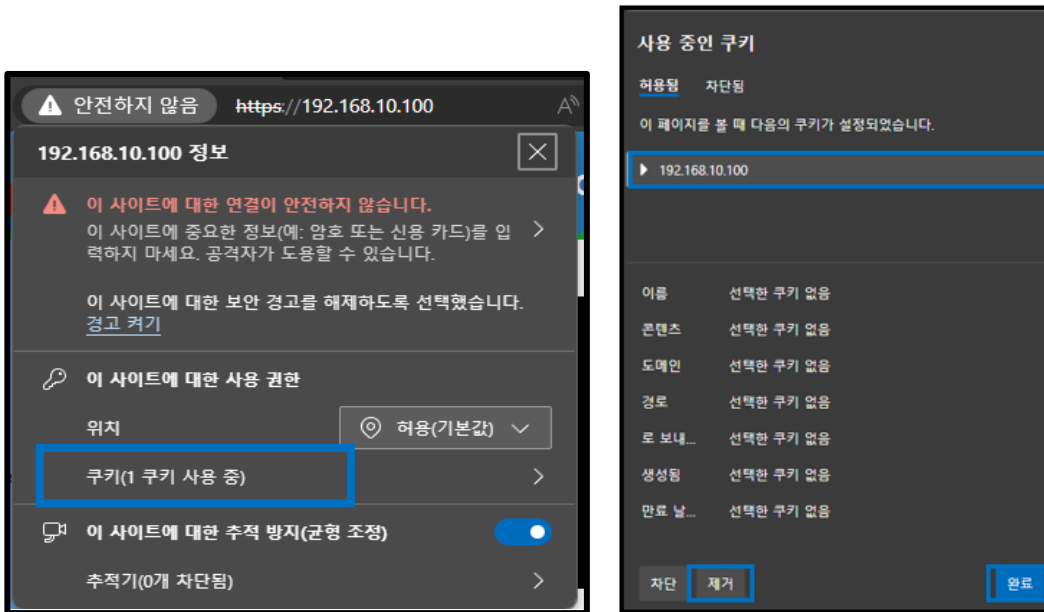 안전하지 않음 https://192.168.10.100 A
192.168.10.100 정보
이 사이트에 대한 연결이 안전하지 않습니다.
이 사이트에 중요한 정보(예: 암호 또는 신용 카드)를 입
력하지 마세요. 공격자가 도용할 수 있습니다.
이 사이트에 대한 보안 경고를 해제하도록 선택했습니다.
경고 켜기
이 사이트에 대한 사용 권한
위치 허용(기본값)
쿠키(1 쿠키 사용 중)
이 사이트에 대한 추적 방지(균형 조정)
추적기(0개 차단됨)
사용 중인 쿠키
허용됨 차단됨
이 페이지를 볼 때 다음의 쿠키가 설정되었습니다.
192.168.10.100
이름 선택한 쿠키 없음
콘텐츠 선택한 쿠키 없음
도메인 선택한 쿠키 없음
경로 선택한 쿠키 없음
로 보내... 선택한 쿠키 없음
생성됨 선택한 쿠키 없음
만료 날... 선택한 쿠키 없음
차단 제거 완료